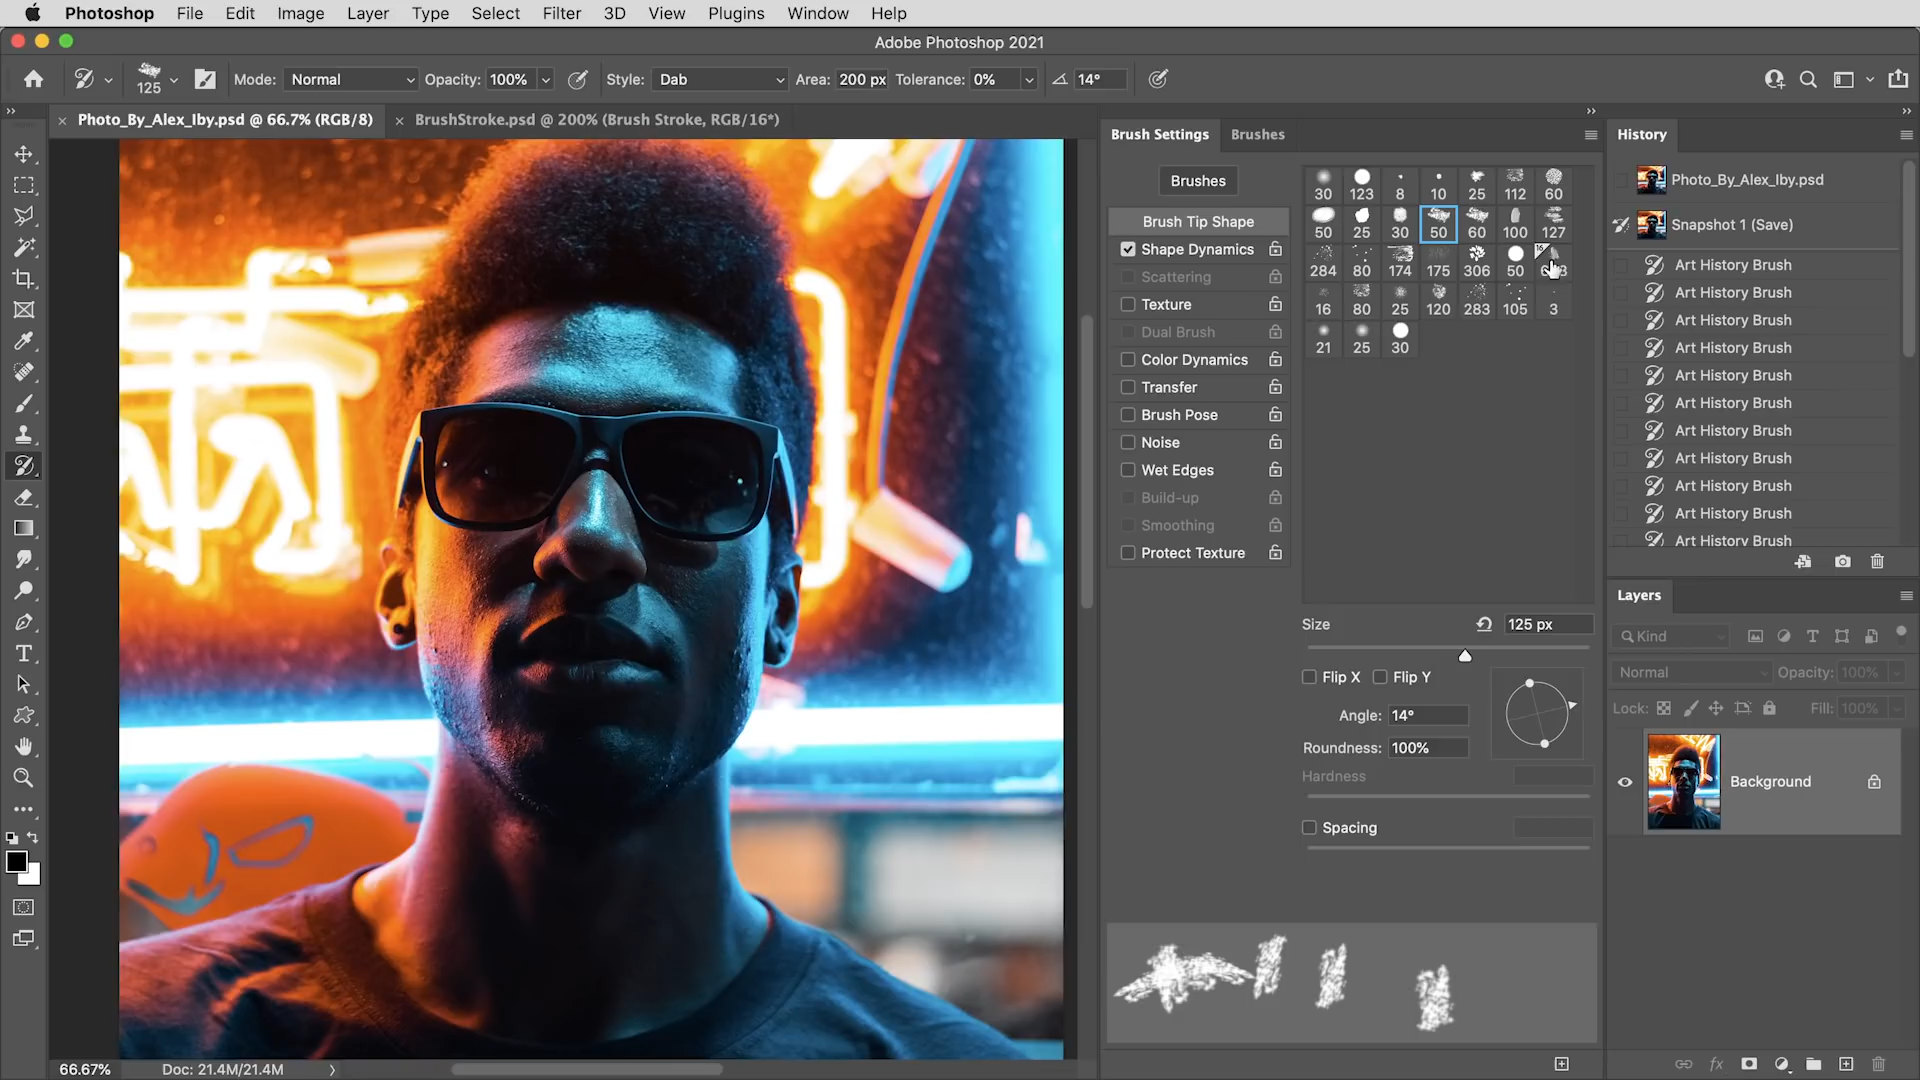 Photoshop File Edit Image Layer Type Select Filter 3D View Plugins Window Help
Adobe Photoshop 2021
125 Mode: Normal Opacity: 100% Style: Dab Area: 200 px Tolerance: 0% 14°
Photo_By_Alex_Iby.psd @ 66.7% (RGB/8) BrushStroke.psd @ 200% (Brush Stroke, RGB/16*)
Brush Settings Brushes
Brushes
Brush Tip Shape
Shape Dynamics
Scattering
Texture
Dual Brush
Color Dynamics
Transfer
Brush Pose
Noise
Wet Edges
Build-up
Smoothing
Protect Texture
30 123 8 10 25 112 60
50 25 30 50 60 100 127
284 80 174 175 306 50
16 80 25 120 283 105 3
21 25 30
Size 125 px
Flip X Flip Y
Angle: 14°
Roundness: 100%
Hardness
Spacing
History
Photo_By_Alex_Iby.psd
Snapshot 1 (Save)
Art History Brush
Art History Brush
Art History Brush
Art History Brush
Art History Brush
Art History Brush
Art History Brush
Art History Brush
Art History Brush
Art History Brush
Art History Brush
Layers
Kind
Normal Opacity: 100%
Lock: Fill: 100%
Background
66.67% Doc: 21.4M/21.4M